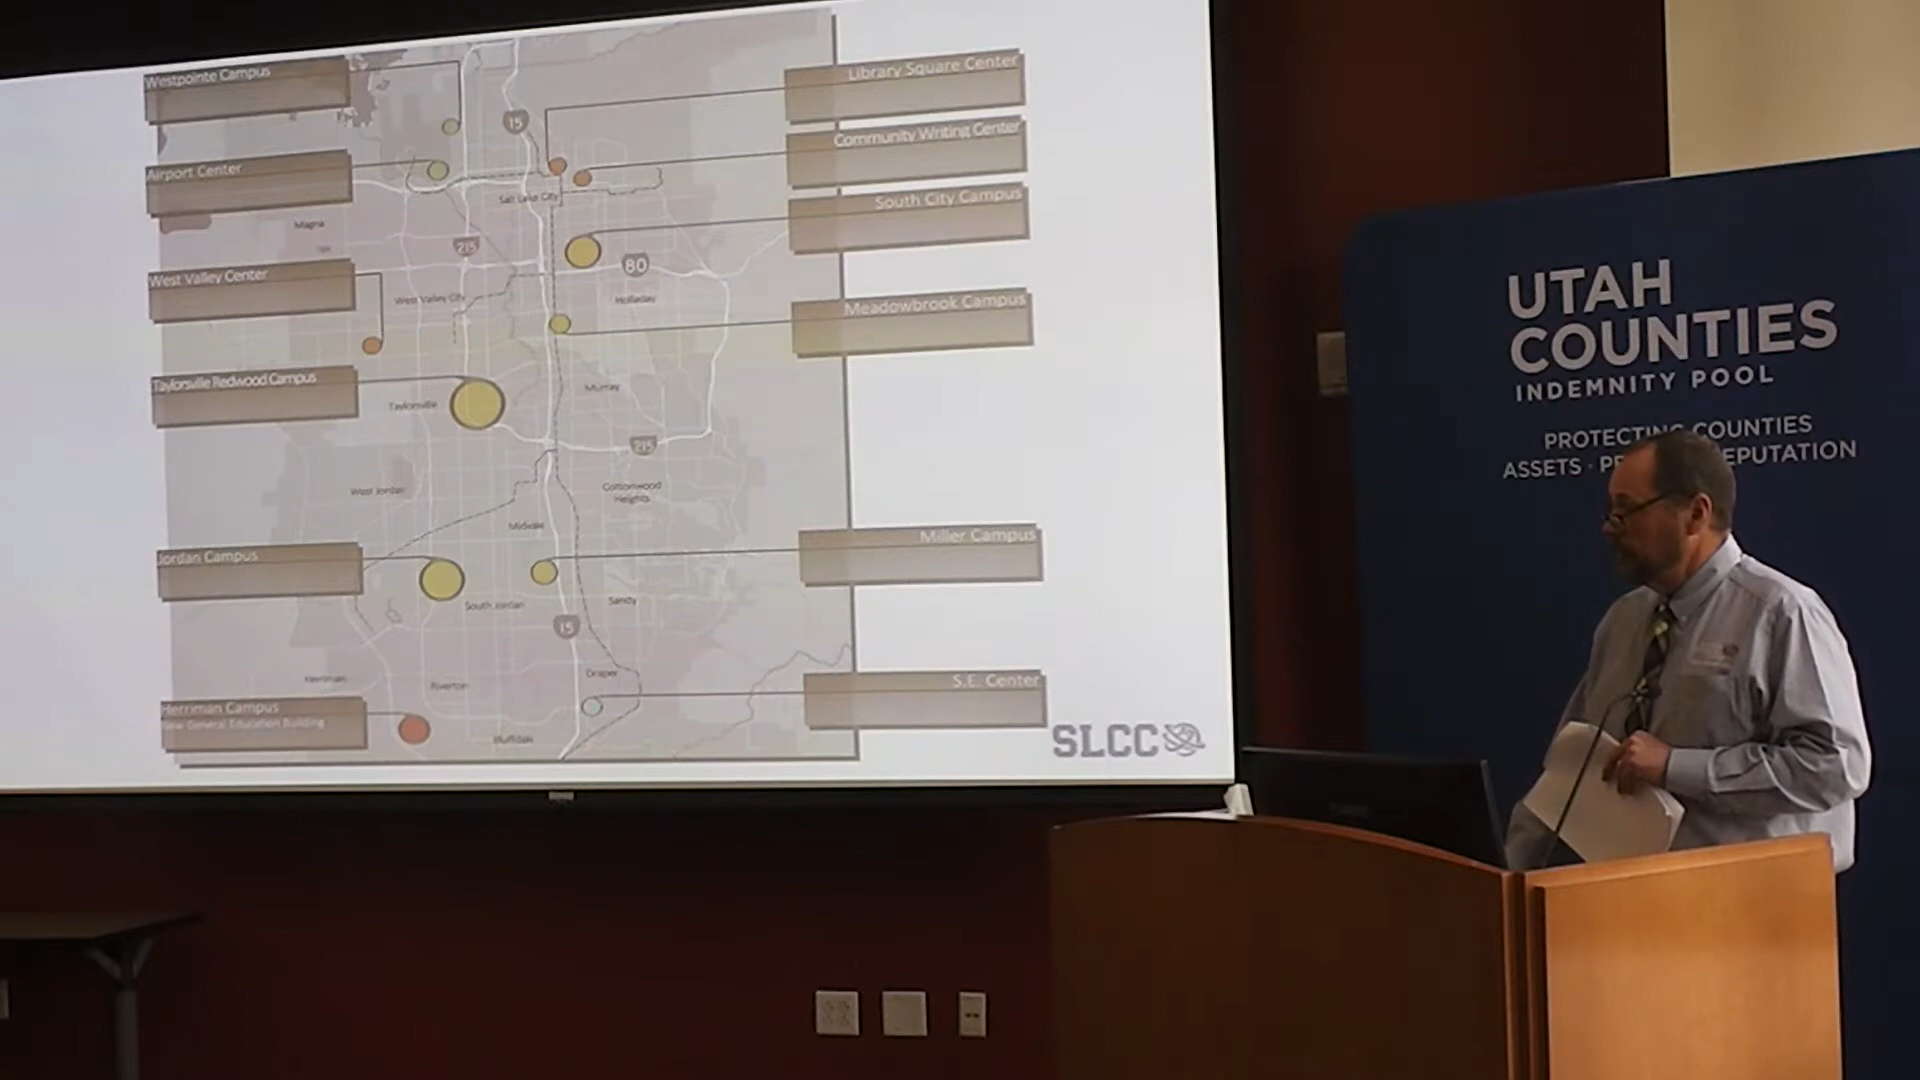 Westpointe Campus
Airport Center
West Valley Center
Taylorsville Redwood Campus
Jordan Campus
Herriman Campus
New General Education Building
Library Square Center
Community Writing Center
South City Campus
Meadowbrook Campus
Miller Campus
S.E. Center
15
Salt Lake City
Magna
215
80
West Valley City
Holladay
Murray
Taylorsville
215
West Jordan
Cottonwood
Heights
Midvale
South Jordan
Sandy
15
Herriman
Riverton
Draper
Bluffdale
SLCC
UTAH
COUNTIES
INDEMNITY POOL
PROTECTING COUNTIES
ASSETS · PE EPUTATION